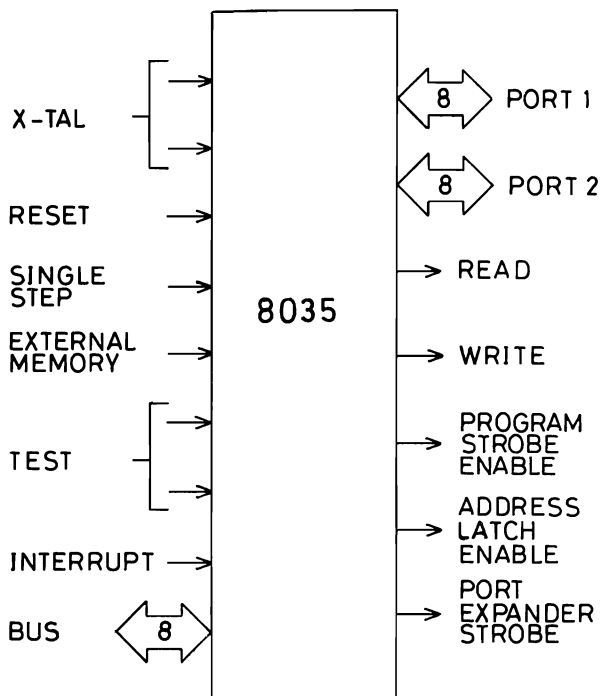 X-TAL
RESET
SINGLE
STEP
EXTERNAL
MEMORY
TEST
INTERRUPT
BUS
8
8035
8
PORT 1
8
PORT 2
READ
WRITE
PROGRAM
STROBE
ENABLE
ADDRESS
LATCH
ENABLE
PORT
EXPANDER
STROBE